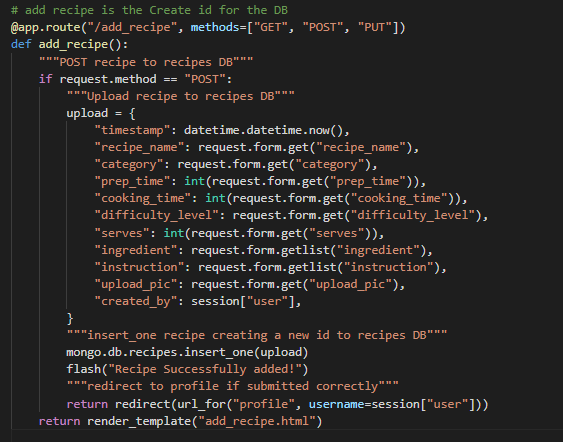 # add recipe is the Create id for the DB
@app.route("/add_recipe", methods=["GET", "POST", "PUT"])
def add_recipe():
    """POST recipe to recipes DB"""
    if request.method == "POST":
        """Upload recipe to recipes DB"""
        upload = {
            "timestamp": datetime.datetime.now(),
            "recipe_name": request.form.get("recipe_name"),
            "category": request.form.get("category"),
            "prep_time": int(request.form.get("prep_time")),
            "cooking_time": int(request.form.get("cooking_time")),
            "difficulty_level": request.form.get("difficulty_level"),
            "serves": int(request.form.get("serves")),
            "ingredient": request.form.getlist("ingredient"),
            "instruction": request.form.getlist("instruction"),
            "upload_pic": request.form.get("upload_pic"),
            "created_by": session["user"],
        }
        """insert_one recipe creating a new id to recipes DB"""
        mongo.db.recipes.insert_one(upload)
        flash("Recipe Successfully added!")
        """redirect to profile if submitted correctly"""
        return redirect(url_for("profile", username=session["user"]))
    return render_template("add_recipe.html")